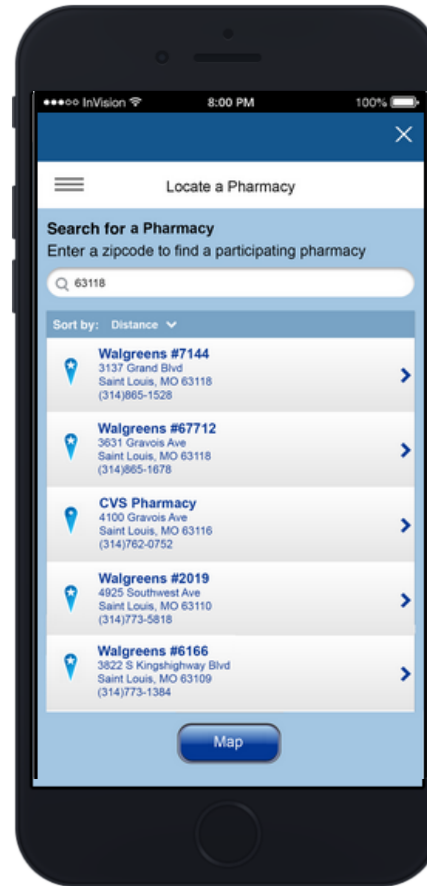 InVision 8:00 PM 100%
Locate a Pharmacy
Search for a Pharmacy
Enter a zipcode to find a participating pharmacy
63118
Sort by: Distance
Walgreens #7144
3137 Grand Blvd
Saint Louis, MO 63118
(314)865-1528
Walgreens #67712
3631 Gravois Ave
Saint Louis, MO 63118
(314)865-1678
CVS Pharmacy
4100 Gravois Ave
Saint Louis, MO 63116
(314)762-0752
Walgreens #2019
4925 Southwest Ave
Saint Louis, MO 63110
(314)773-5818
Walgreens #6166
3822 S Kingshighway Blvd
Saint Louis, MO 63109
(314)773-1384
Map